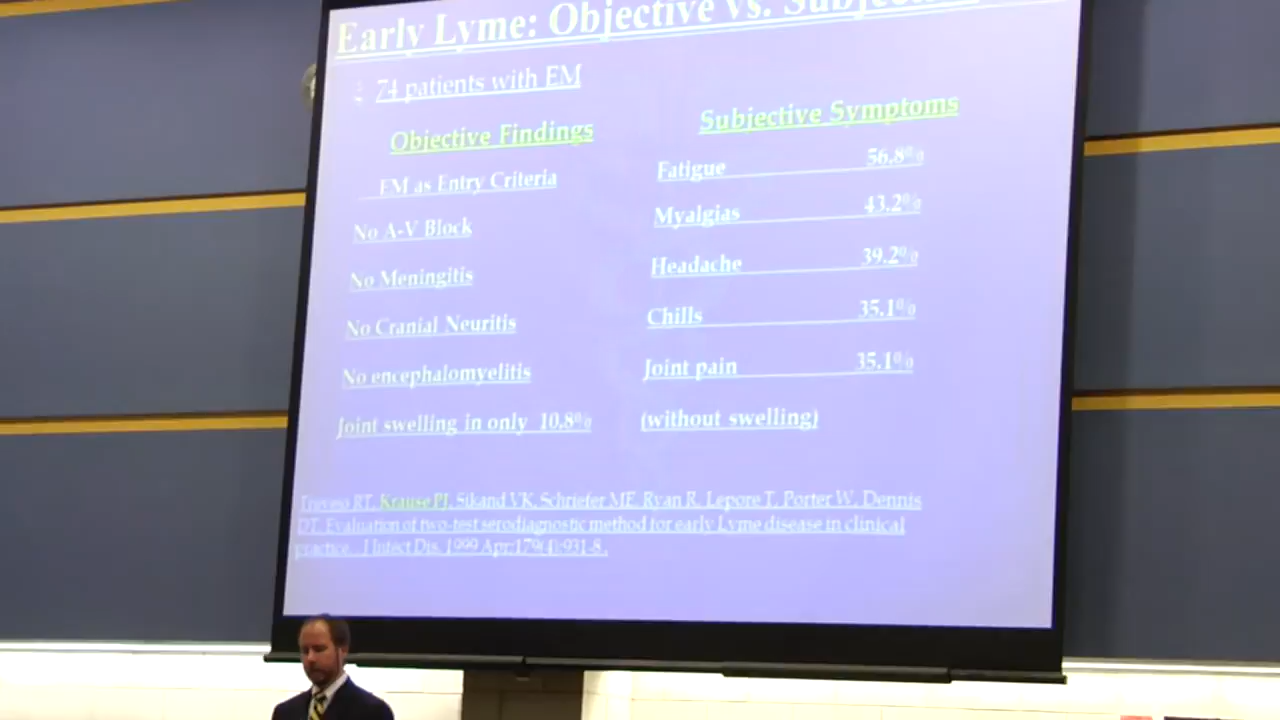 Early Lyme: Objective vs.
74 patients with EM
Objective Findings
Subjective Symptoms
EM as Entry Criteria
Fatigue 56.8%
No A-V Block
Myalgias 43.2%
No Meningitis
Headache 39.2%
No Cranial Neuritis
Chills 35.1%
No encephalomyelitis
Joint pain 35.1%
Joint swelling in only 10.8%
(without swelling)
RT, Krause PJ, Sikand VK, Schriefer ME, Ryan R, Lepore T, Porter W, Dennis
DT. Evaluation of two-test serodiagnostic method for early Lyme disease in clinical
practice. J Infect Dis. 1999 Apr;179(4):931-8.